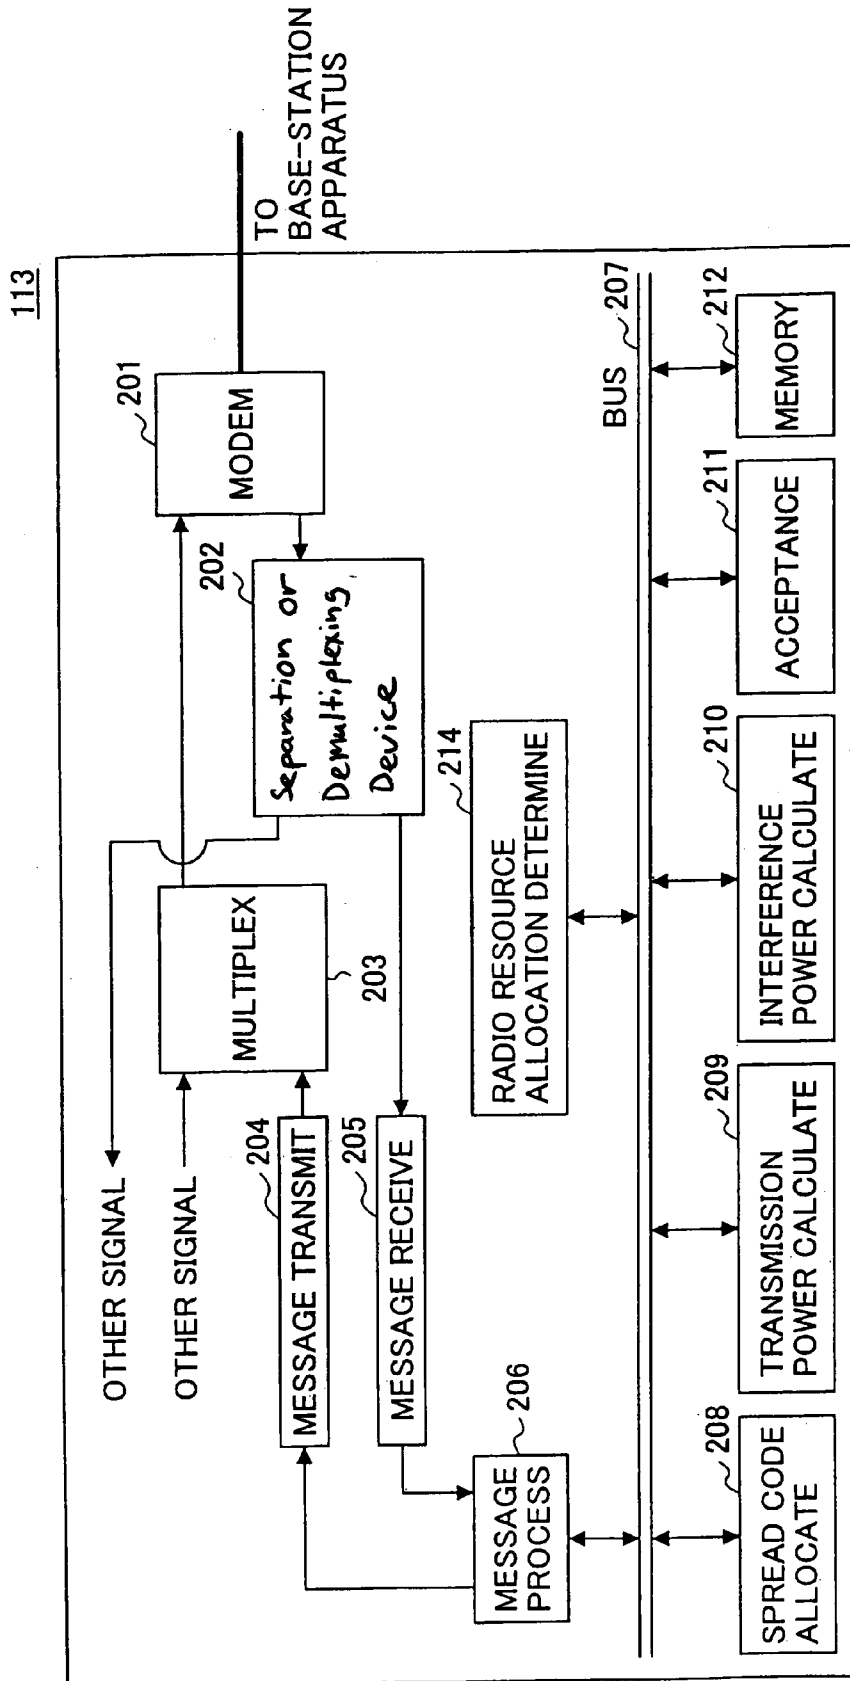 113
TO
BASE-STATION
APPARATUS
201
MODEM
202
Separation or
Demultiplexing
Device
OTHER SIGNAL
OTHER SIGNAL
MULTIPLEX
203
204
MESSAGE TRANSMIT
205
MESSAGE RECEIVE
206
MESSAGE
PROCESS
214
RADIO RESOURCE
ALLOCATION DETERMINE
BUS
207
208
SPREAD CODE
ALLOCATE
209
TRANSMISSION
POWER CALCULATE
210
INTERFERENCE
POWER CALCULATE
211
ACCEPTANCE
212
MEMORY